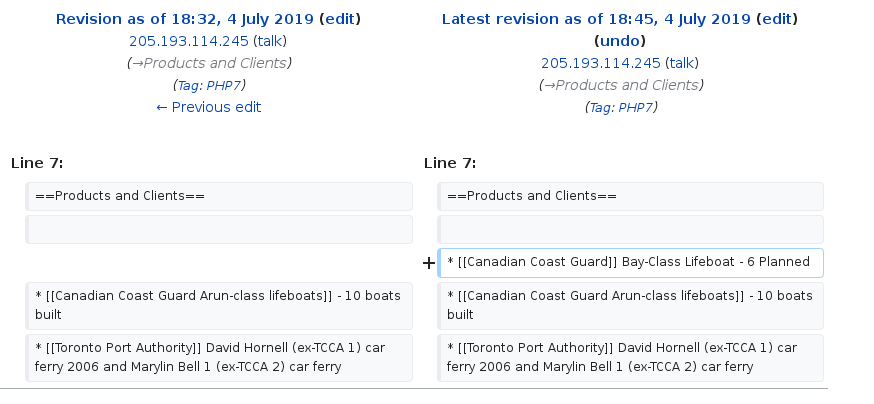 Revision as of 18:32, 4 July 2019 (edit)
205.193.114.245 (talk)
(→Products and Clients)
(Tag: PHP7)
← Previous edit
Latest revision as of 18:45, 4 July 2019 (edit)
(undo)
205.193.114.245 (talk)
(→Products and Clients)
(Tag: PHP7)
Line 7:
Line 7:
==Products and Clients==
==Products and Clients==
+ * [[Canadian Coast Guard]] Bay-Class Lifeboat - 6 Planned
* [[Canadian Coast Guard Arun-class lifeboats]] - 10 boats
built
* [[Canadian Coast Guard Arun-class lifeboats]] - 10 boats
built
* [[Toronto Port Authority]] David Hornell (ex-TCCA 1) car
ferry 2006 and Marylin Bell 1 (ex-TCCA 2) car ferry
* [[Toronto Port Authority]] David Hornell (ex-TCCA 1) car
ferry 2006 and Marylin Bell 1 (ex-TCCA 2) car ferry